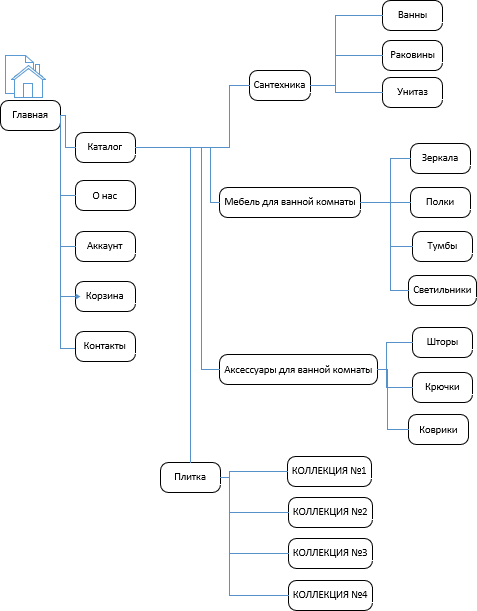 Главная
Каталог
О нас
Аккаунт
Корзина
Контакты
Сантехника
Ванны
Раковины
Унитаз
Мебель для ванной комнаты
Зеркала
Полки
Тумбы
Светильники
Аксессуары для ванной комнаты
Шторы
Крючки
Коврики
Плитка
КОЛЛЕКЦИЯ №1
КОЛЛЕКЦИЯ №2
КОЛЛЕКЦИЯ №3
КОЛЛЕКЦИЯ №4